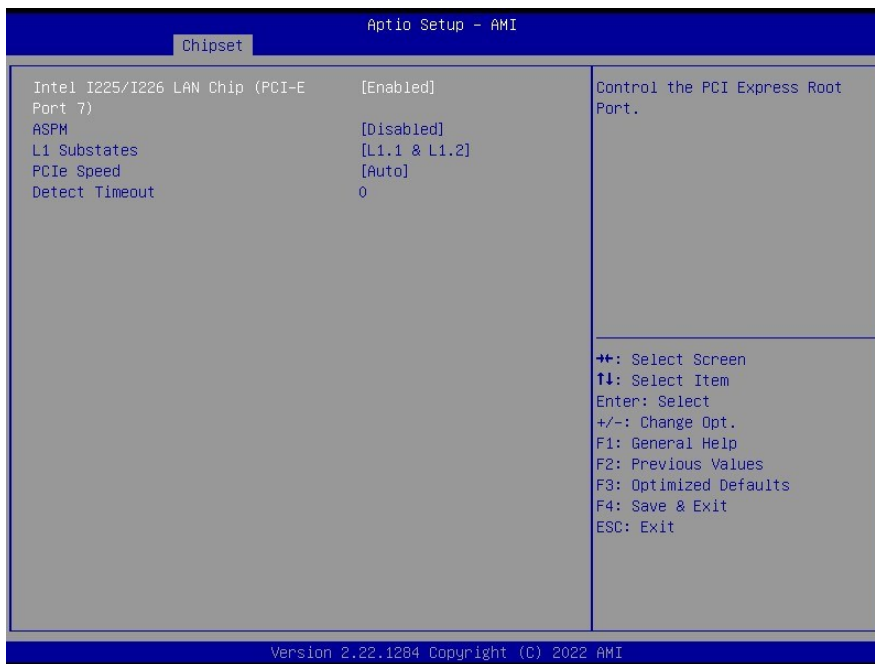 Aptio Setup - AMI
Chipset
Intel I225/I226 LAN Chip (PCI-E [Enabled]
Port 7)
ASPM [Disabled]
L1 Substates [L1.1 & L1.2]
PCIe Speed [Auto]
Detect Timeout 0
Control the PCI Express Root
Port.
→←: Select Screen
↑↓: Select Item
Enter: Select
+/-: Change Opt.
F1: General Help
F2: Previous Values
F3: Optimized Defaults
F4: Save & Exit
ESC: Exit
Version 2.22.1284 Copyright (C) 2022 AMI